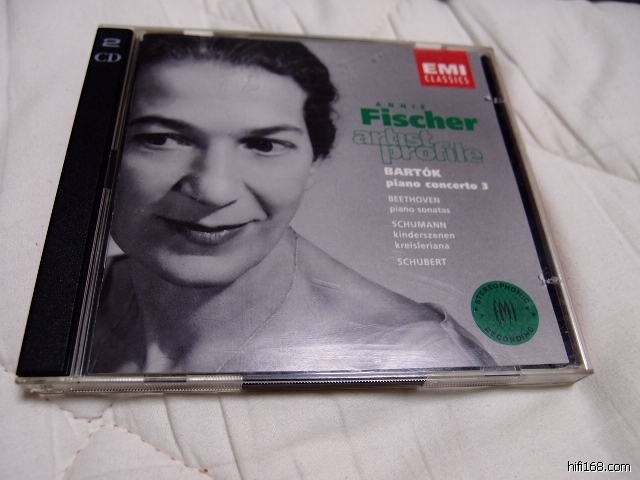 2
CD
EMI
CLASSICS
ANNIE
Fischer
artist
profile
BARTÓK
piano concerto 3
BEETHOVEN
piano sonatas
SCHUMANN
kinderszenen
kreisleriana
SCHUBERT
STEREOPHONIC
EMI
RECORDING
hifi168.com